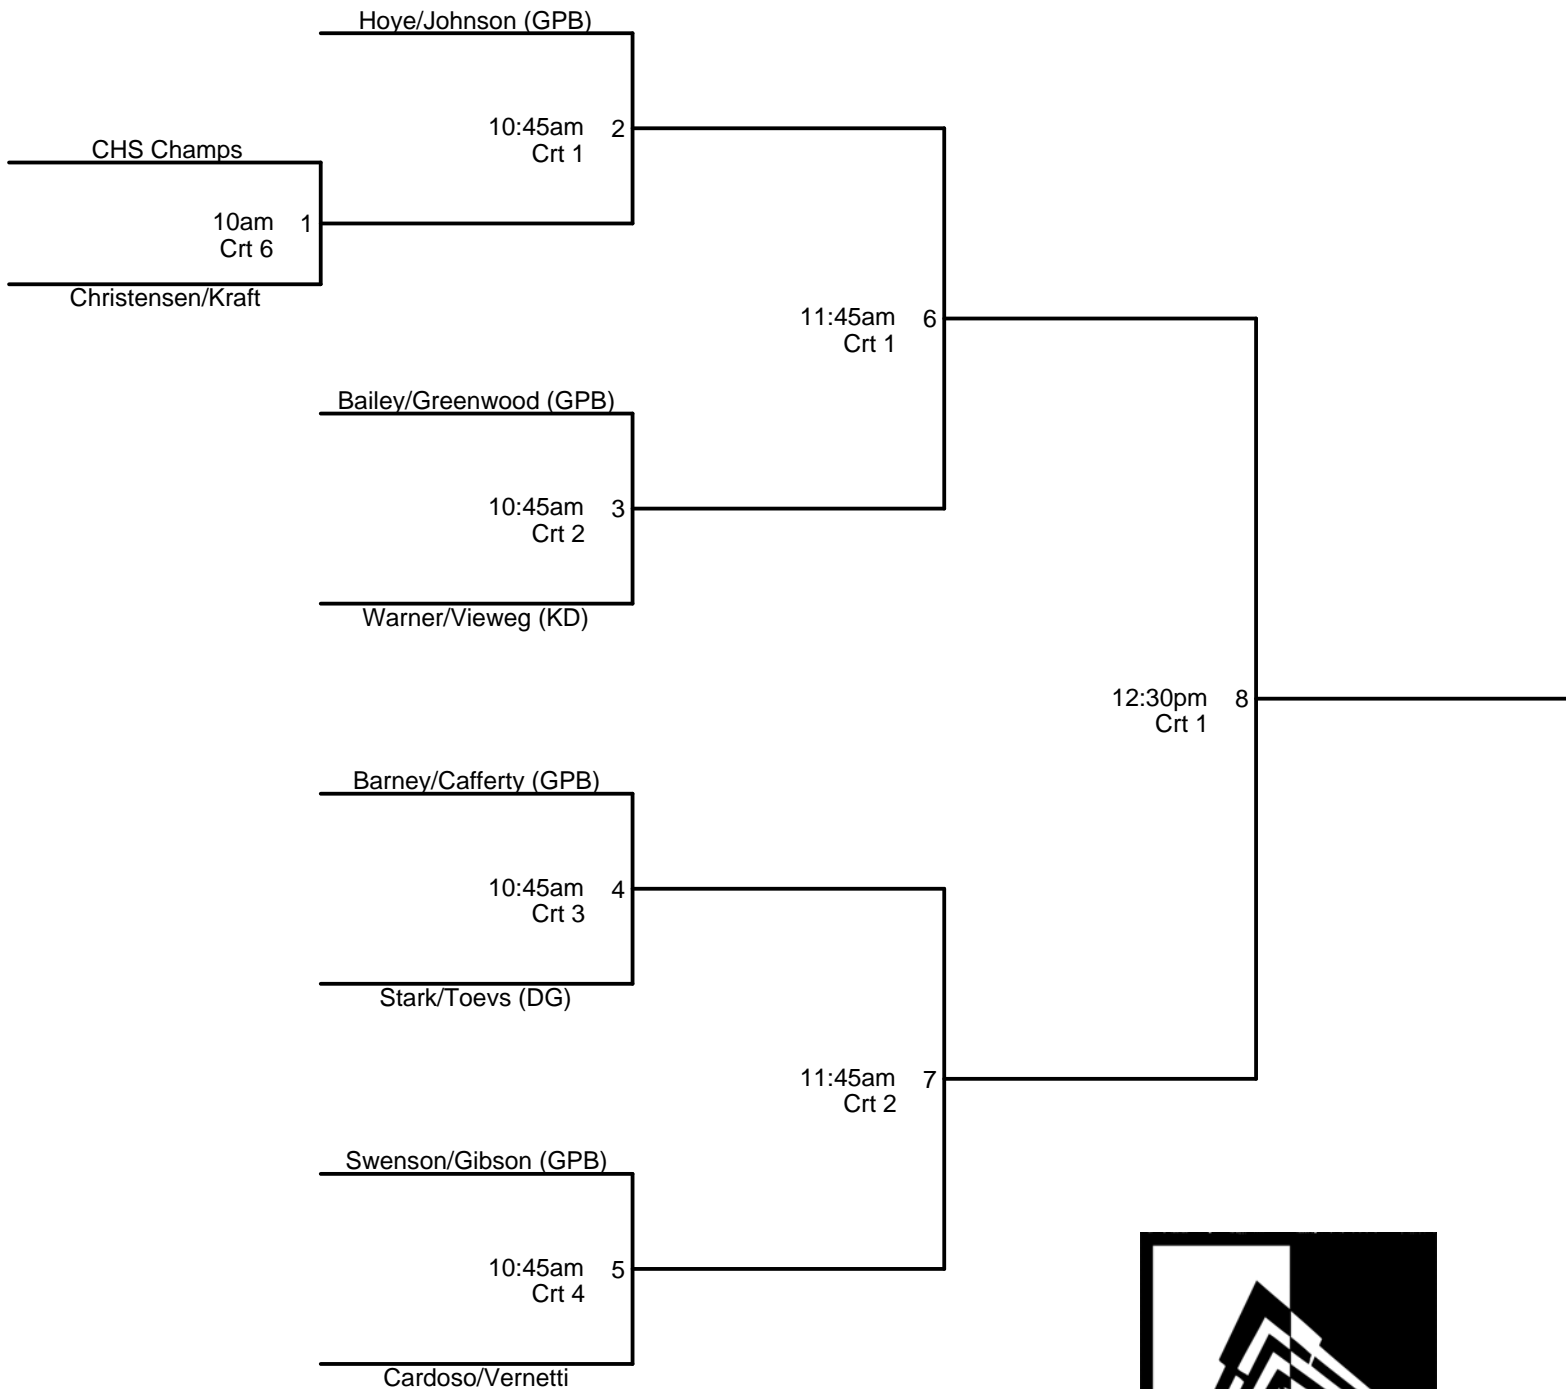 Hoye/Johnson (GPB)
10:45am 2
Crt 1
CHS Champs
10am 1
Crt 6
Christensen/Kraft
11:45am 6
Crt 1
Bailey/Greenwood (GPB)
10:45am 3
Crt 2
Warner/Vieweg (KD)
12:30pm 8
Crt 1
Barney/Cafferty (GPB)
10:45am 4
Crt 3
Stark/Toevs (DG)
11:45am 7
Crt 2
Swenson/Gibson (GPB)
10:45am 5
Crt 4
Cardoso/Vernetti